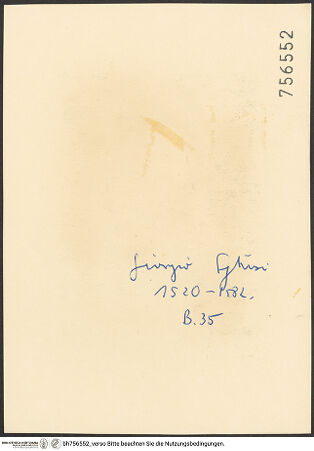 756552
Giorgio Ghisi
1520-1582.
B. 35
bh756552_verso Bitte beachten Sie die Nutzungsbedingungen.